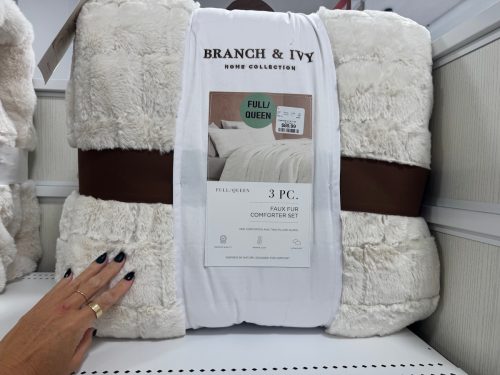 BRANCH & IVY
HOME COLLECTION
FULL/
QUEEN
FULL/QUEEN
3 PC.
FAUX FUR
COMFORTER SET